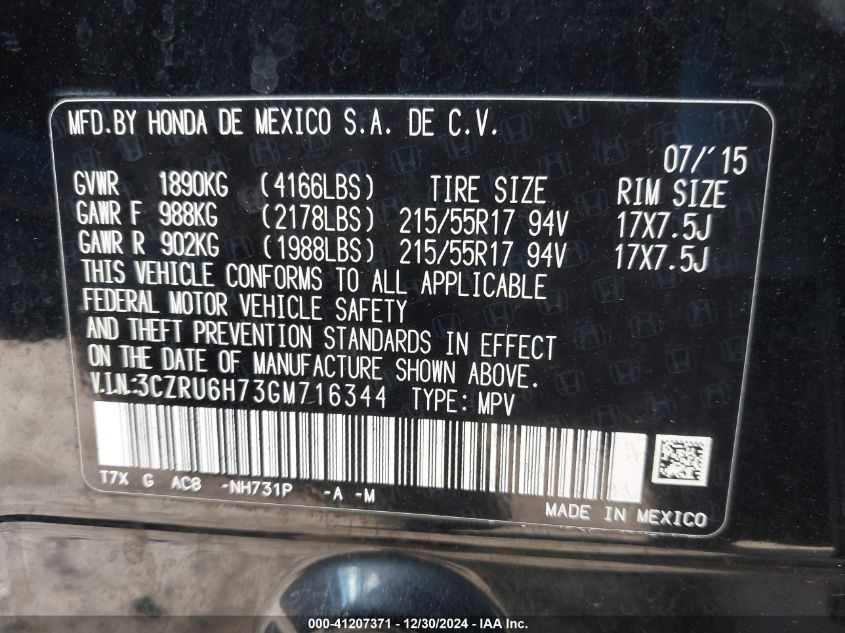 MFD.BY HONDA DE MEXICO S.A. DE C.V.
07/´15
GVWR 1890KG (4166LBS) TIRE SIZE RIM SIZE
GAWR F 988KG (2178LBS) 215/55R17 94V 17X7.5J
GAWR R 902KG (1988LBS) 215/55R17 94V 17X7.5J
THIS VEHICLE CONFORMS TO ALL APPLICABLE
FEDERAL MOTOR VEHICLE SAFETY
AND THEFT PREVENTION STANDARDS IN EFFECT
ON THE DATE OF MANUFACTURE SHOWN ABOVE.
V.I.N:3CZRU6H73GM716344 TYPE: MPV
T7X G AC8 -NH731P -A -M
MADE IN MEXICO
000-41207371 - 12/30/2024 - IAA Inc.